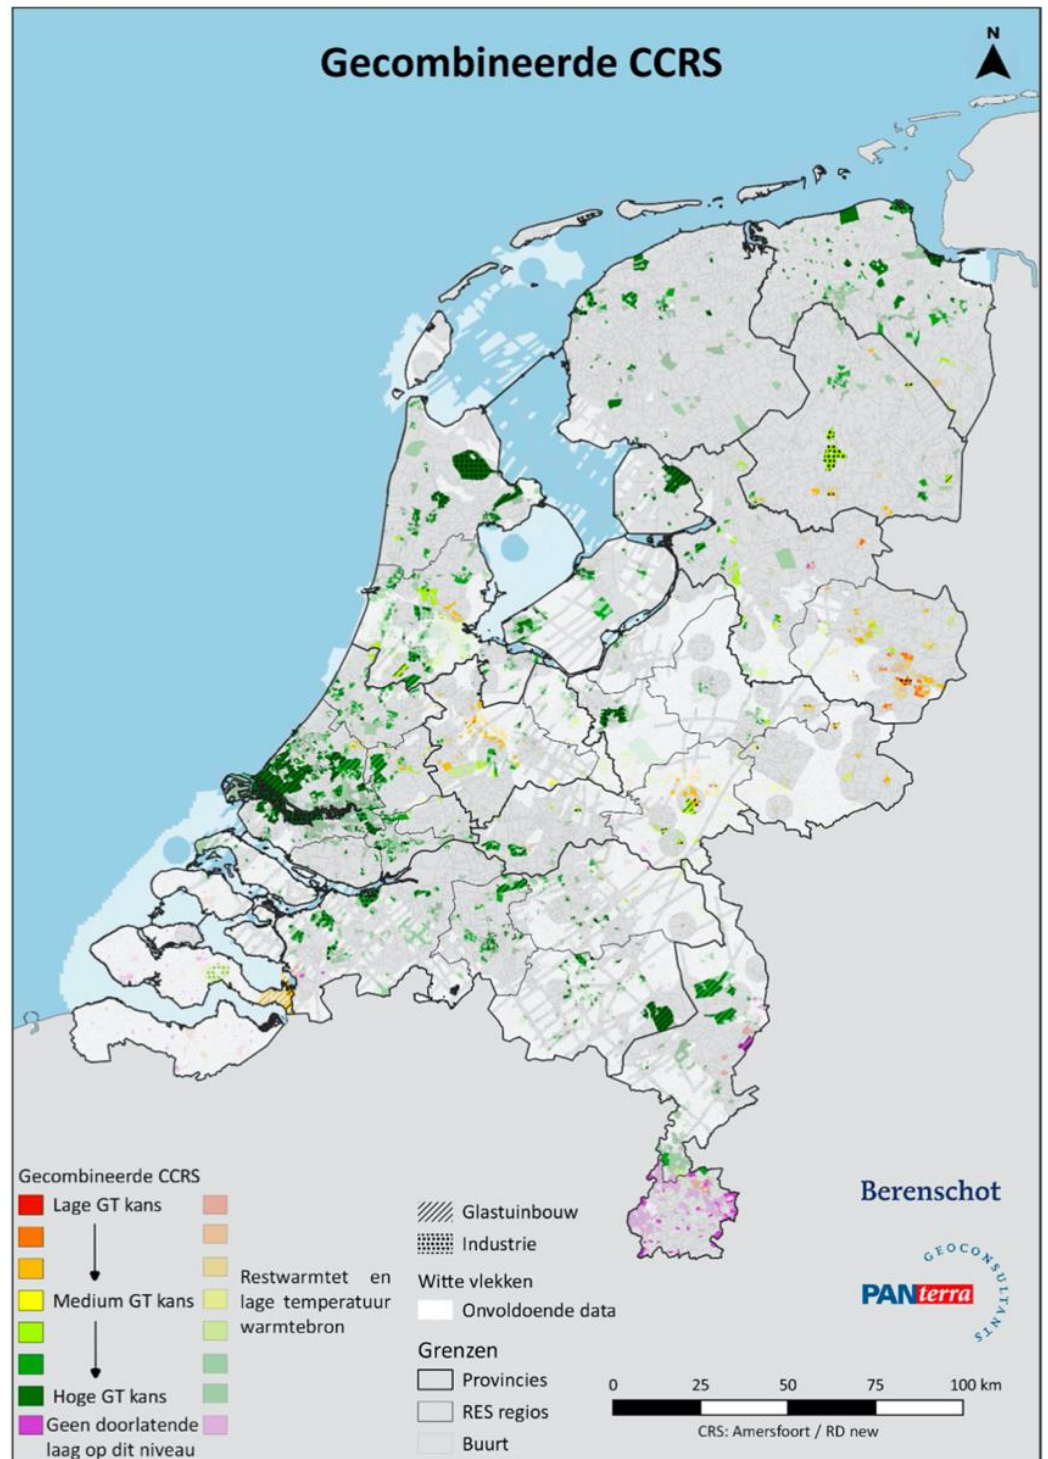 Gecombineerde CCRS
N
Gecombineerde CCRS
Lage GT kans
Medium GT kans
Hoge GT kans
Geen doorlatende
laag op dit niveau
Restwarmtet en
lage temperatuur
warmtebron
Glastuinbouw
Industrie
Witte vlekken
Onvoldoende data
Grenzen
Provincies
RES regios
Buurt
Berenschot
GEOCONSULTANTS
PANterra
0 25 50 75 100 km
CRS: Amersfoort / RD new